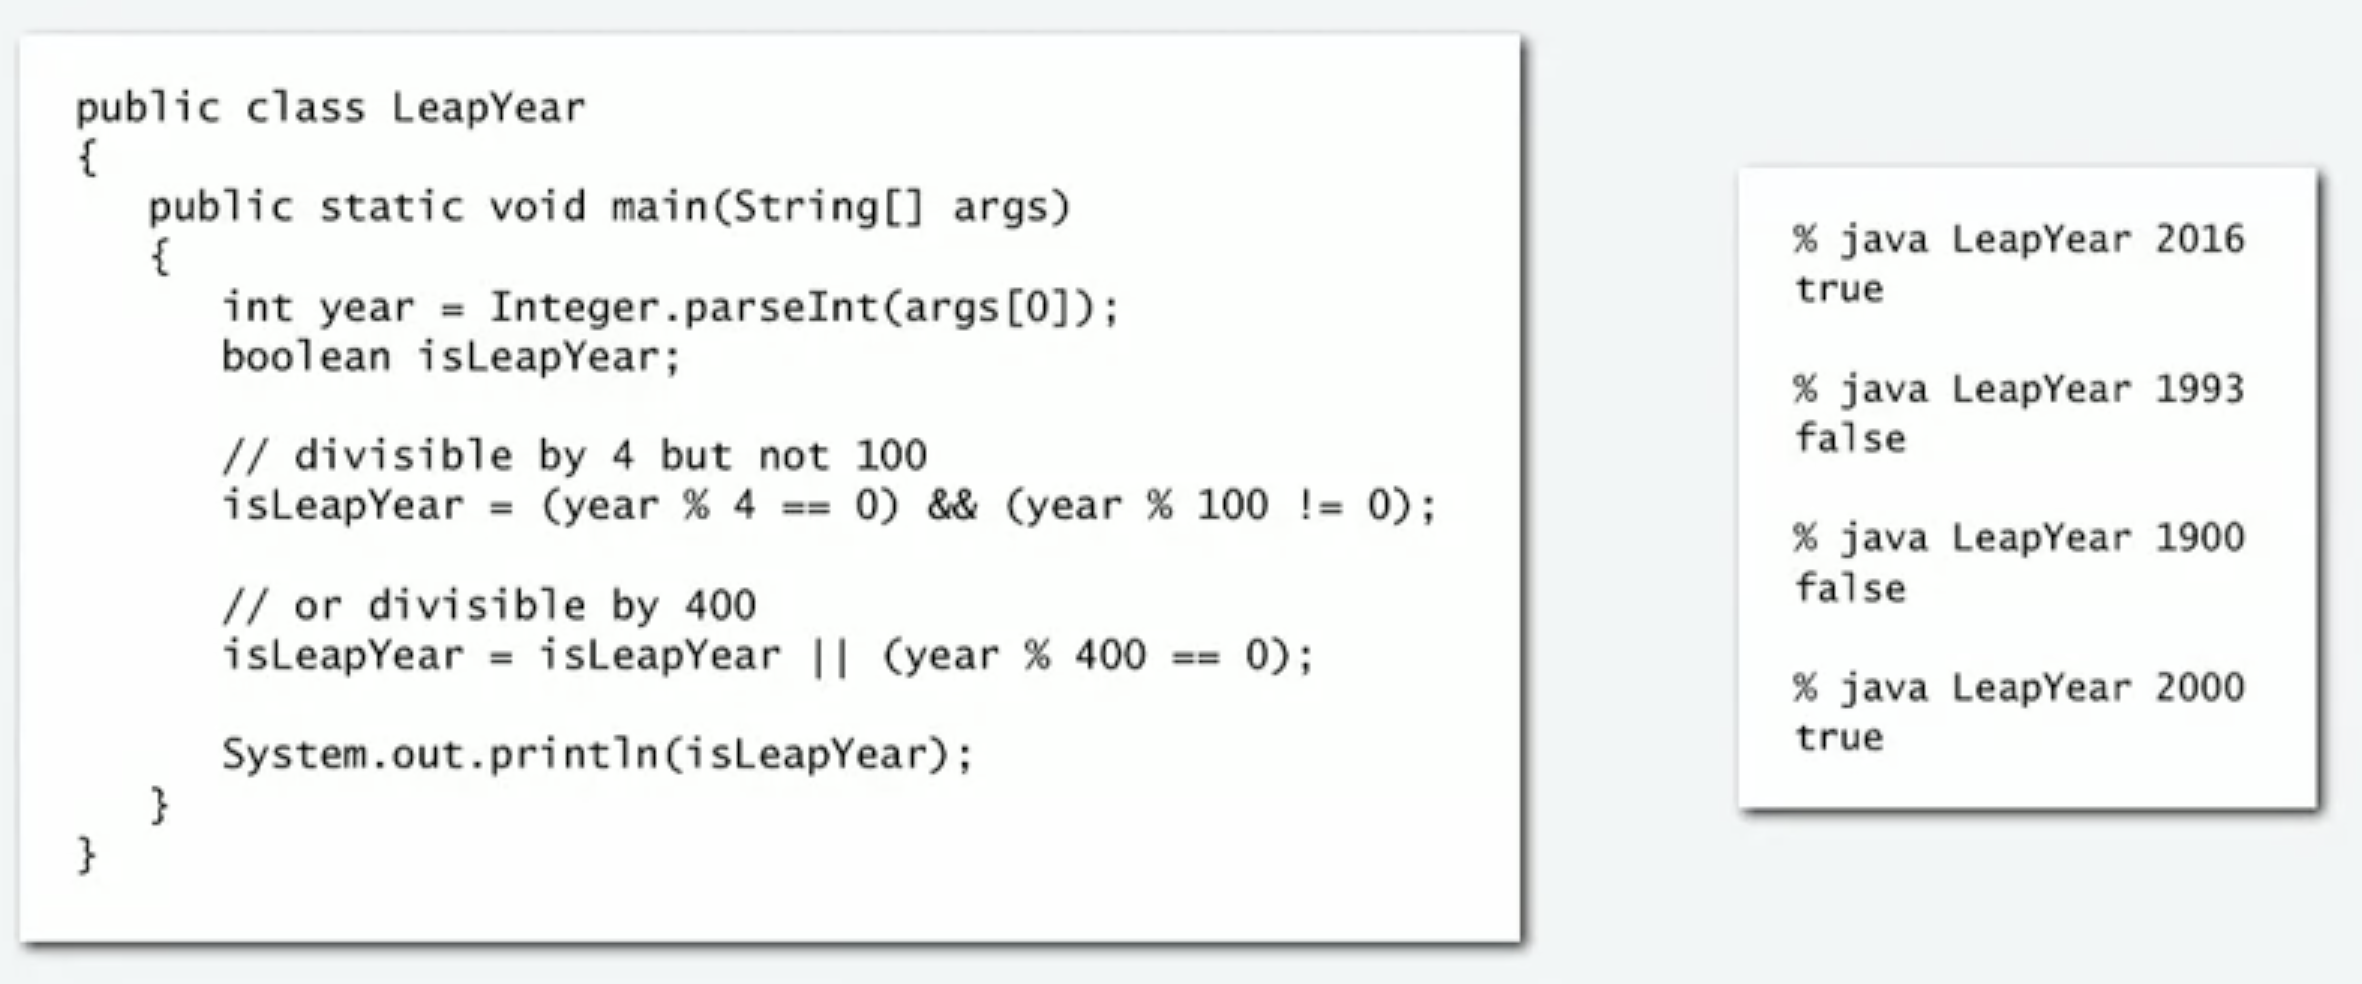 public class LeapYear
{
   public static void main(String[] args)
   {
      int year = Integer.parseInt(args[0]);
      boolean isLeapYear;

      // divisible by 4 but not 100
      isLeapYear = (year % 4 == 0) && (year % 100 != 0);

      // or divisible by 400
      isLeapYear = isLeapYear || (year % 400 == 0);

      System.out.println(isLeapYear);
   }
}
% java LeapYear 2016
true

% java LeapYear 1993
false

% java LeapYear 1900
false

% java LeapYear 2000
true